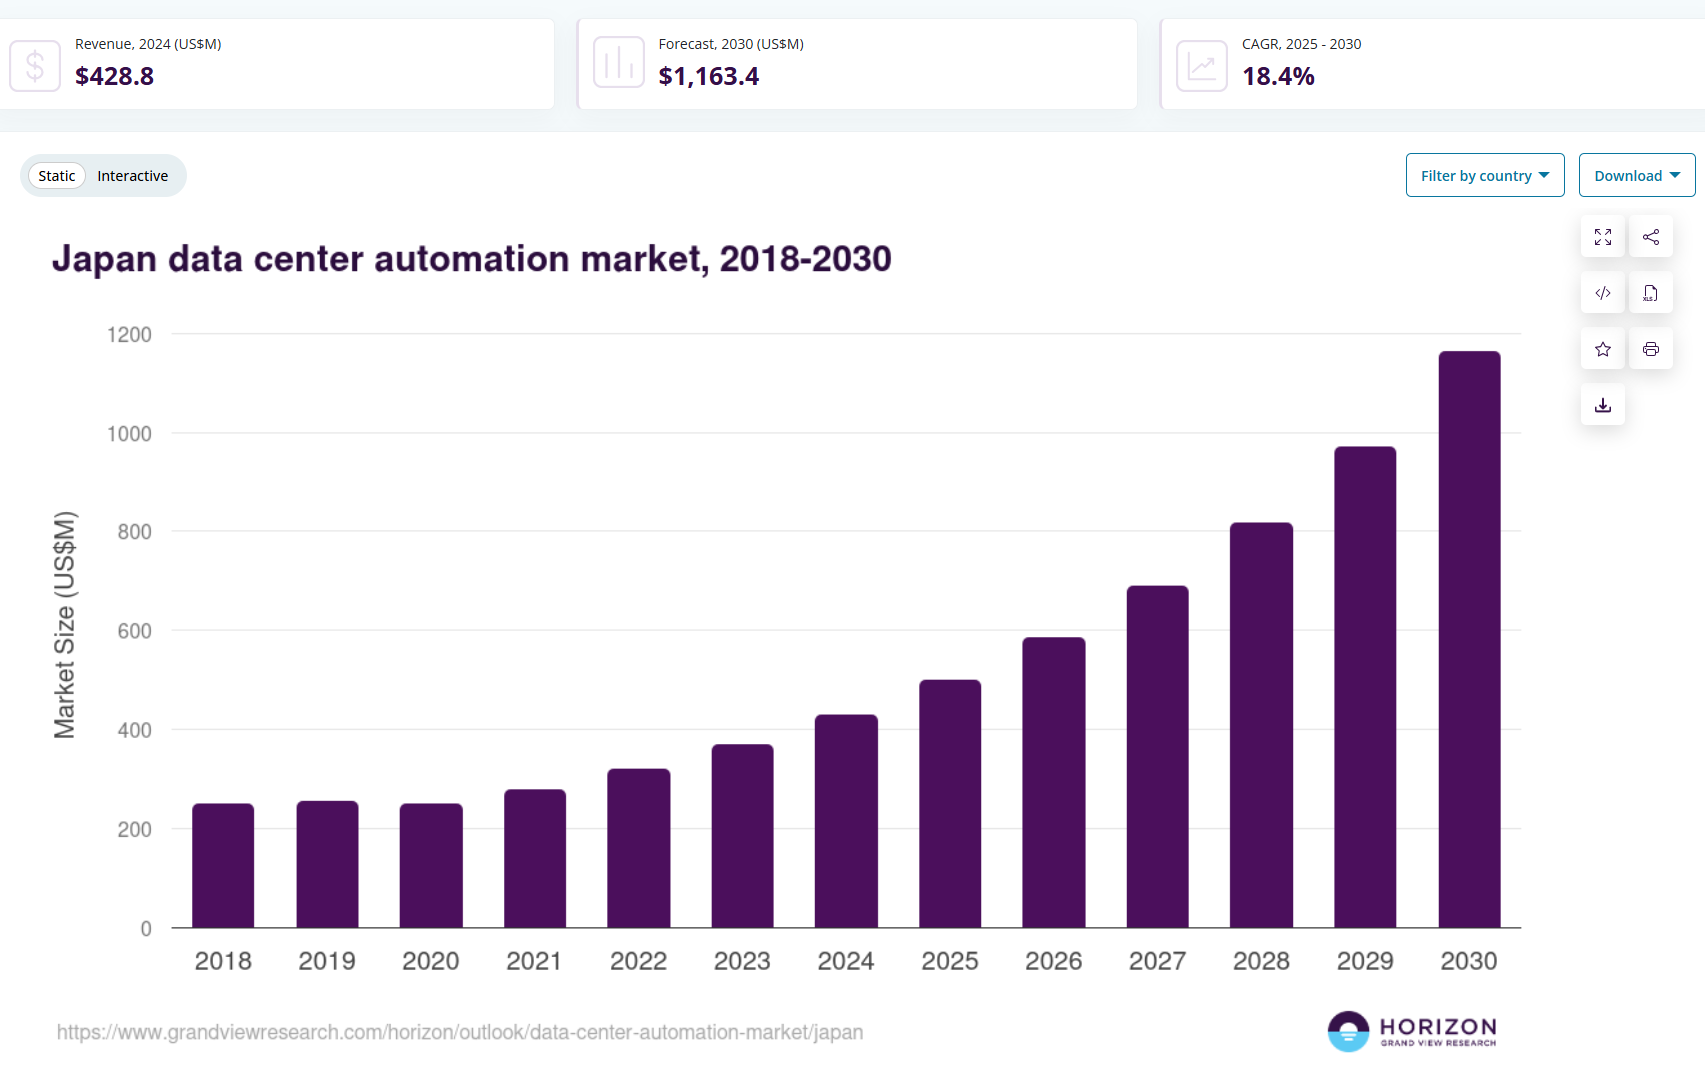 Revenue, 2024 (US$M)
$428.8
Forecast, 2030 (US$M)
$1,163.4
CAGR, 2025 - 2030
18.4%
Static
Interactive
Filter by country
Download
Japan data center automation market, 2018-2030
XLS
Market Size (US$M)
1200
1000
800
600
400
200
0
2018 2019 2020 2021 2022 2023 2024 2025 2026 2027 2028 2029 2030
https://www.grandviewresearch.com/horizon/outlook/data-center-automation-market/japan
HORIZON
GRAND VIEW RESEARCH